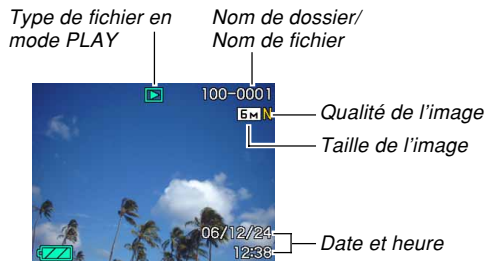 Type de fichier en
mode PLAY
Nom de dossier/
Nom de fichier
100-0001
6M N
Qualité de l'image
Taille de l'image
06/12/24
12:38
Date et heure